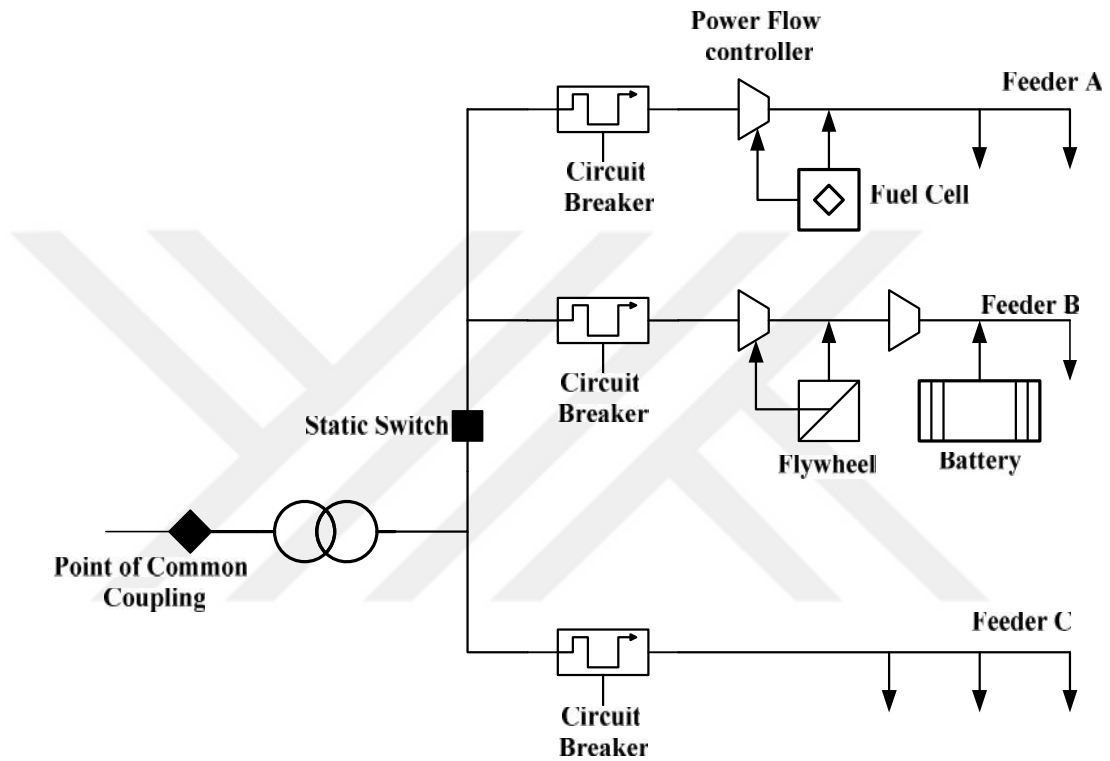 Power Flow
controller
Feeder A
Circuit
Breaker
Fuel Cell
Feeder B
Circuit
Breaker
Static Switch
Flywheel
Battery
Point of Common
Coupling
Feeder C
Circuit
Breaker